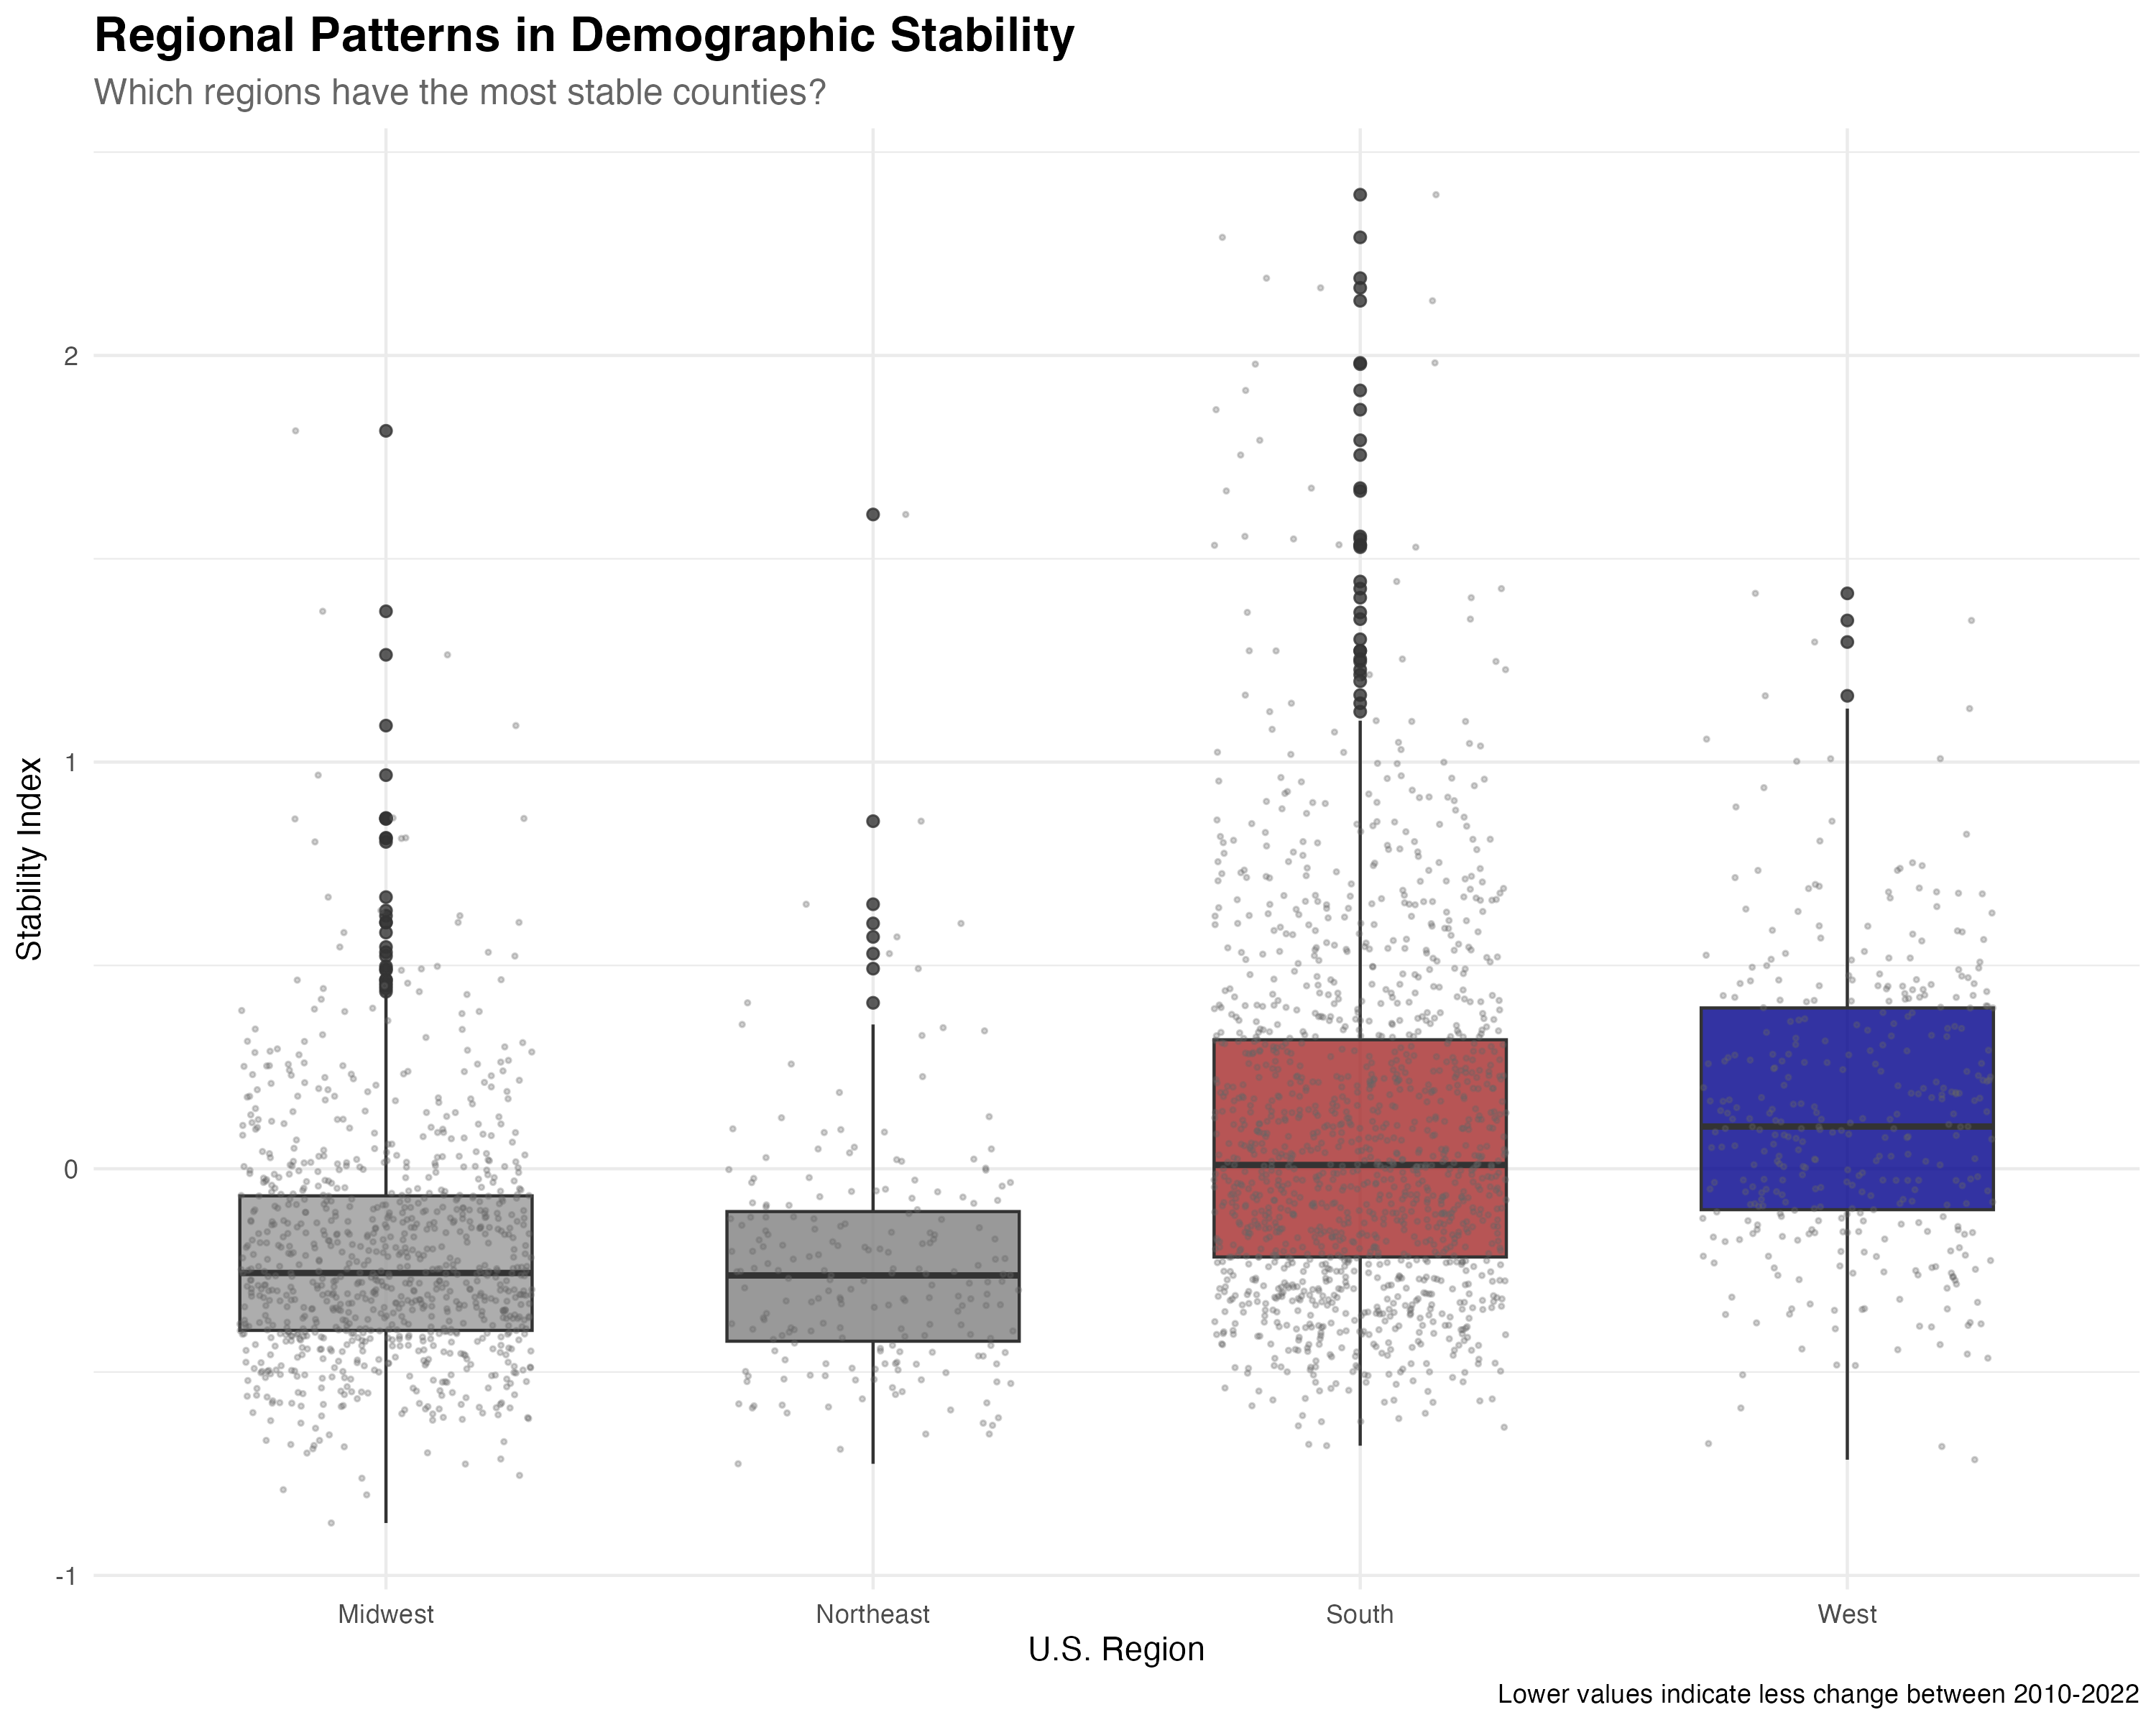 Regional Patterns in Demographic Stability
Which regions have the most stable counties?
Stability Index
2
1
0
-1
Midwest
Northeast
South
West
U.S. Region
Lower values indicate less change between 2010-2022